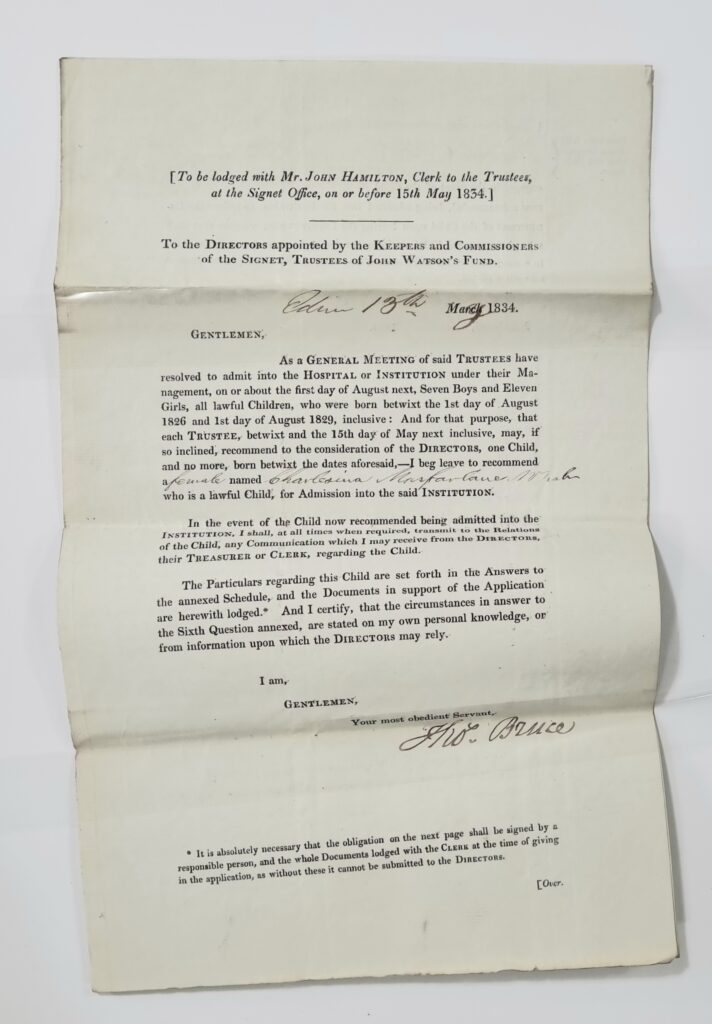 [To be lodged with Mr. JOHN HAMILTON, Clerk to the Trustees,
at the Signet Office, on or before 15th May 1834.]
To the DIRECTORS appointed by the KEEPERS and COMMISSIONERS
of the SIGNET, TRUSTEES of JOHN WATSON'S FUND.
Edinr 13th March y 1834.
GENTLEMEN,
As a GENERAL MEETING of said TRUSTEES have
resolved to admit into the HOSPITAL or INSTITUTION under their Ma-
nagement, on or about the first day of August next, Seven Boys and Eleven
Girls, all lawful Children, who were born betwixt the 1st day of August
1826 and 1st day of August 1829, inclusive: And for that purpose, that
each TRUSTEE, betwixt and the 15th day of May next inclusive, may, if
so inclined, recommend to the consideration of the DIRECTORS, one Child,
and no more, born betwixt the dates aforesaid,—I beg leave to recommend
a female named Charlesina Macfarlane
who is a lawful Child, for Admission into the said INSTITUTION.
In the event of the Child now recommended being admitted into the
INSTITUTION, I shall, at all times when required, transmit to the Relations
of the Child, any Communication which I may receive from the DIRECTORS,
their TREASURER or CLERK, regarding the Child.
The Particulars regarding this Child are set forth in the Answers to
the annexed Schedule, and the Documents in support of the Application
are herewith lodged.* And I certify, that the circumstances in answer to
the Sixth Question annexed, are stated on my own personal knowledge, or
from information upon which the DIRECTORS may rely.
I am,
GENTLEMEN,
Your most obedient Servant,
Thos. Bruce
* It is absolutely necessary that the obligation on the next page shall be signed by a
responsible person, and the whole Documents lodged with the CLERK at the time of giving
in the application, as without these it cannot be submitted to the DIRECTORS.
[Over.